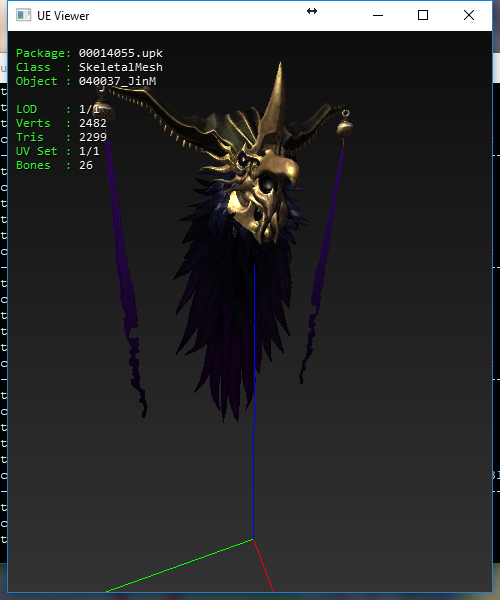 UE Viewer
Package: 00014055.upk
Class : SkeletalMesh
Object : 040037_JinM
LOD : 1/1
Verts : 2482
Tris : 2299
UV Set : 1/1
Bones : 26